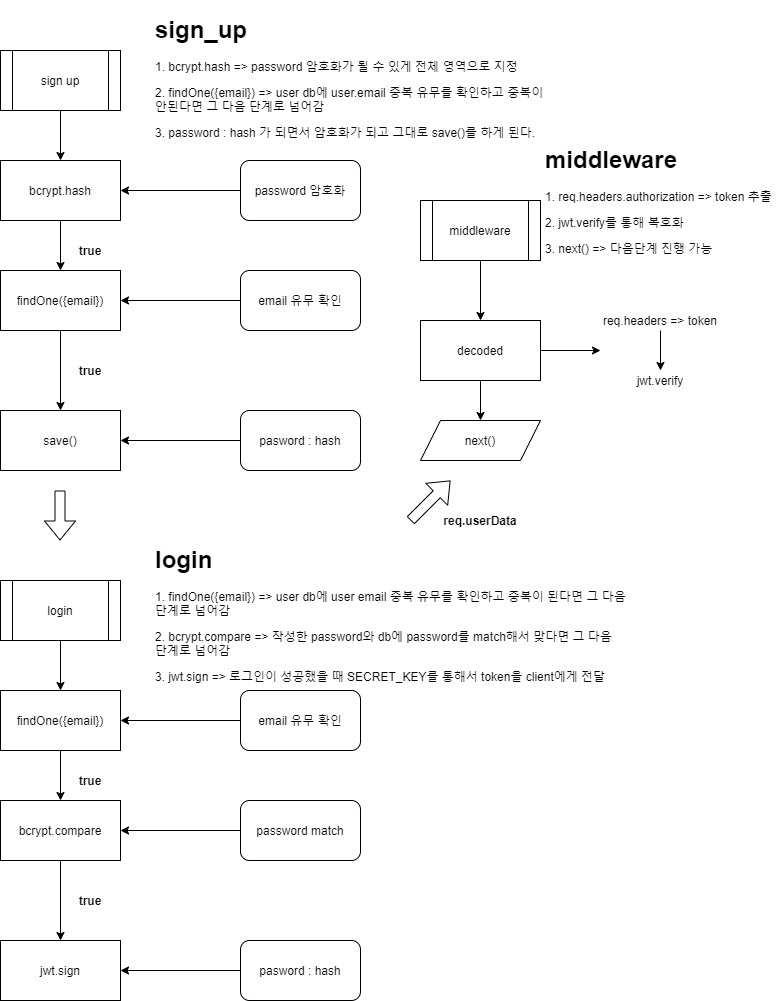 sign_up
sign up
1. bcrypt.hash => password 암호화가 될 수 있게 전체 영역으로 지정
2. findOne({email}) => user db에 user.email 중복 유무를 확인하고 중복이
안된다면 그 다음 단계로 넘어감
3. password : hash 가 되면서 암호화가 되고 그대로 save()를 하게 된다.
bcrypt.hash
password 암호화
true
findOne({email})
email 유무 확인
true
save()
pasword : hash
middleware
1. req.headers.authorization => token 추출
2. jwt.verify를 통해 복호화
3. next() => 다음단계 진행 가능
middleware
decoded
req.headers => token
jwt.verify
next()
req.userData
login
login
1. findOne({email}) => user db에 user email 중복 유무를 확인하고 중복이 된다면 그 다음
단계로 넘어감
2. bcrypt.compare => 작성한 password와 db에 password를 match해서 맞다면 그 다음
단계로 넘어감
3. jwt.sign => 로그인이 성공했을 때 SECRET_KEY를 통해서 token을 client에게 전달
findOne({email})
email 유무 확인
true
bcrypt.compare
password match
true
jwt.sign
pasword : hash